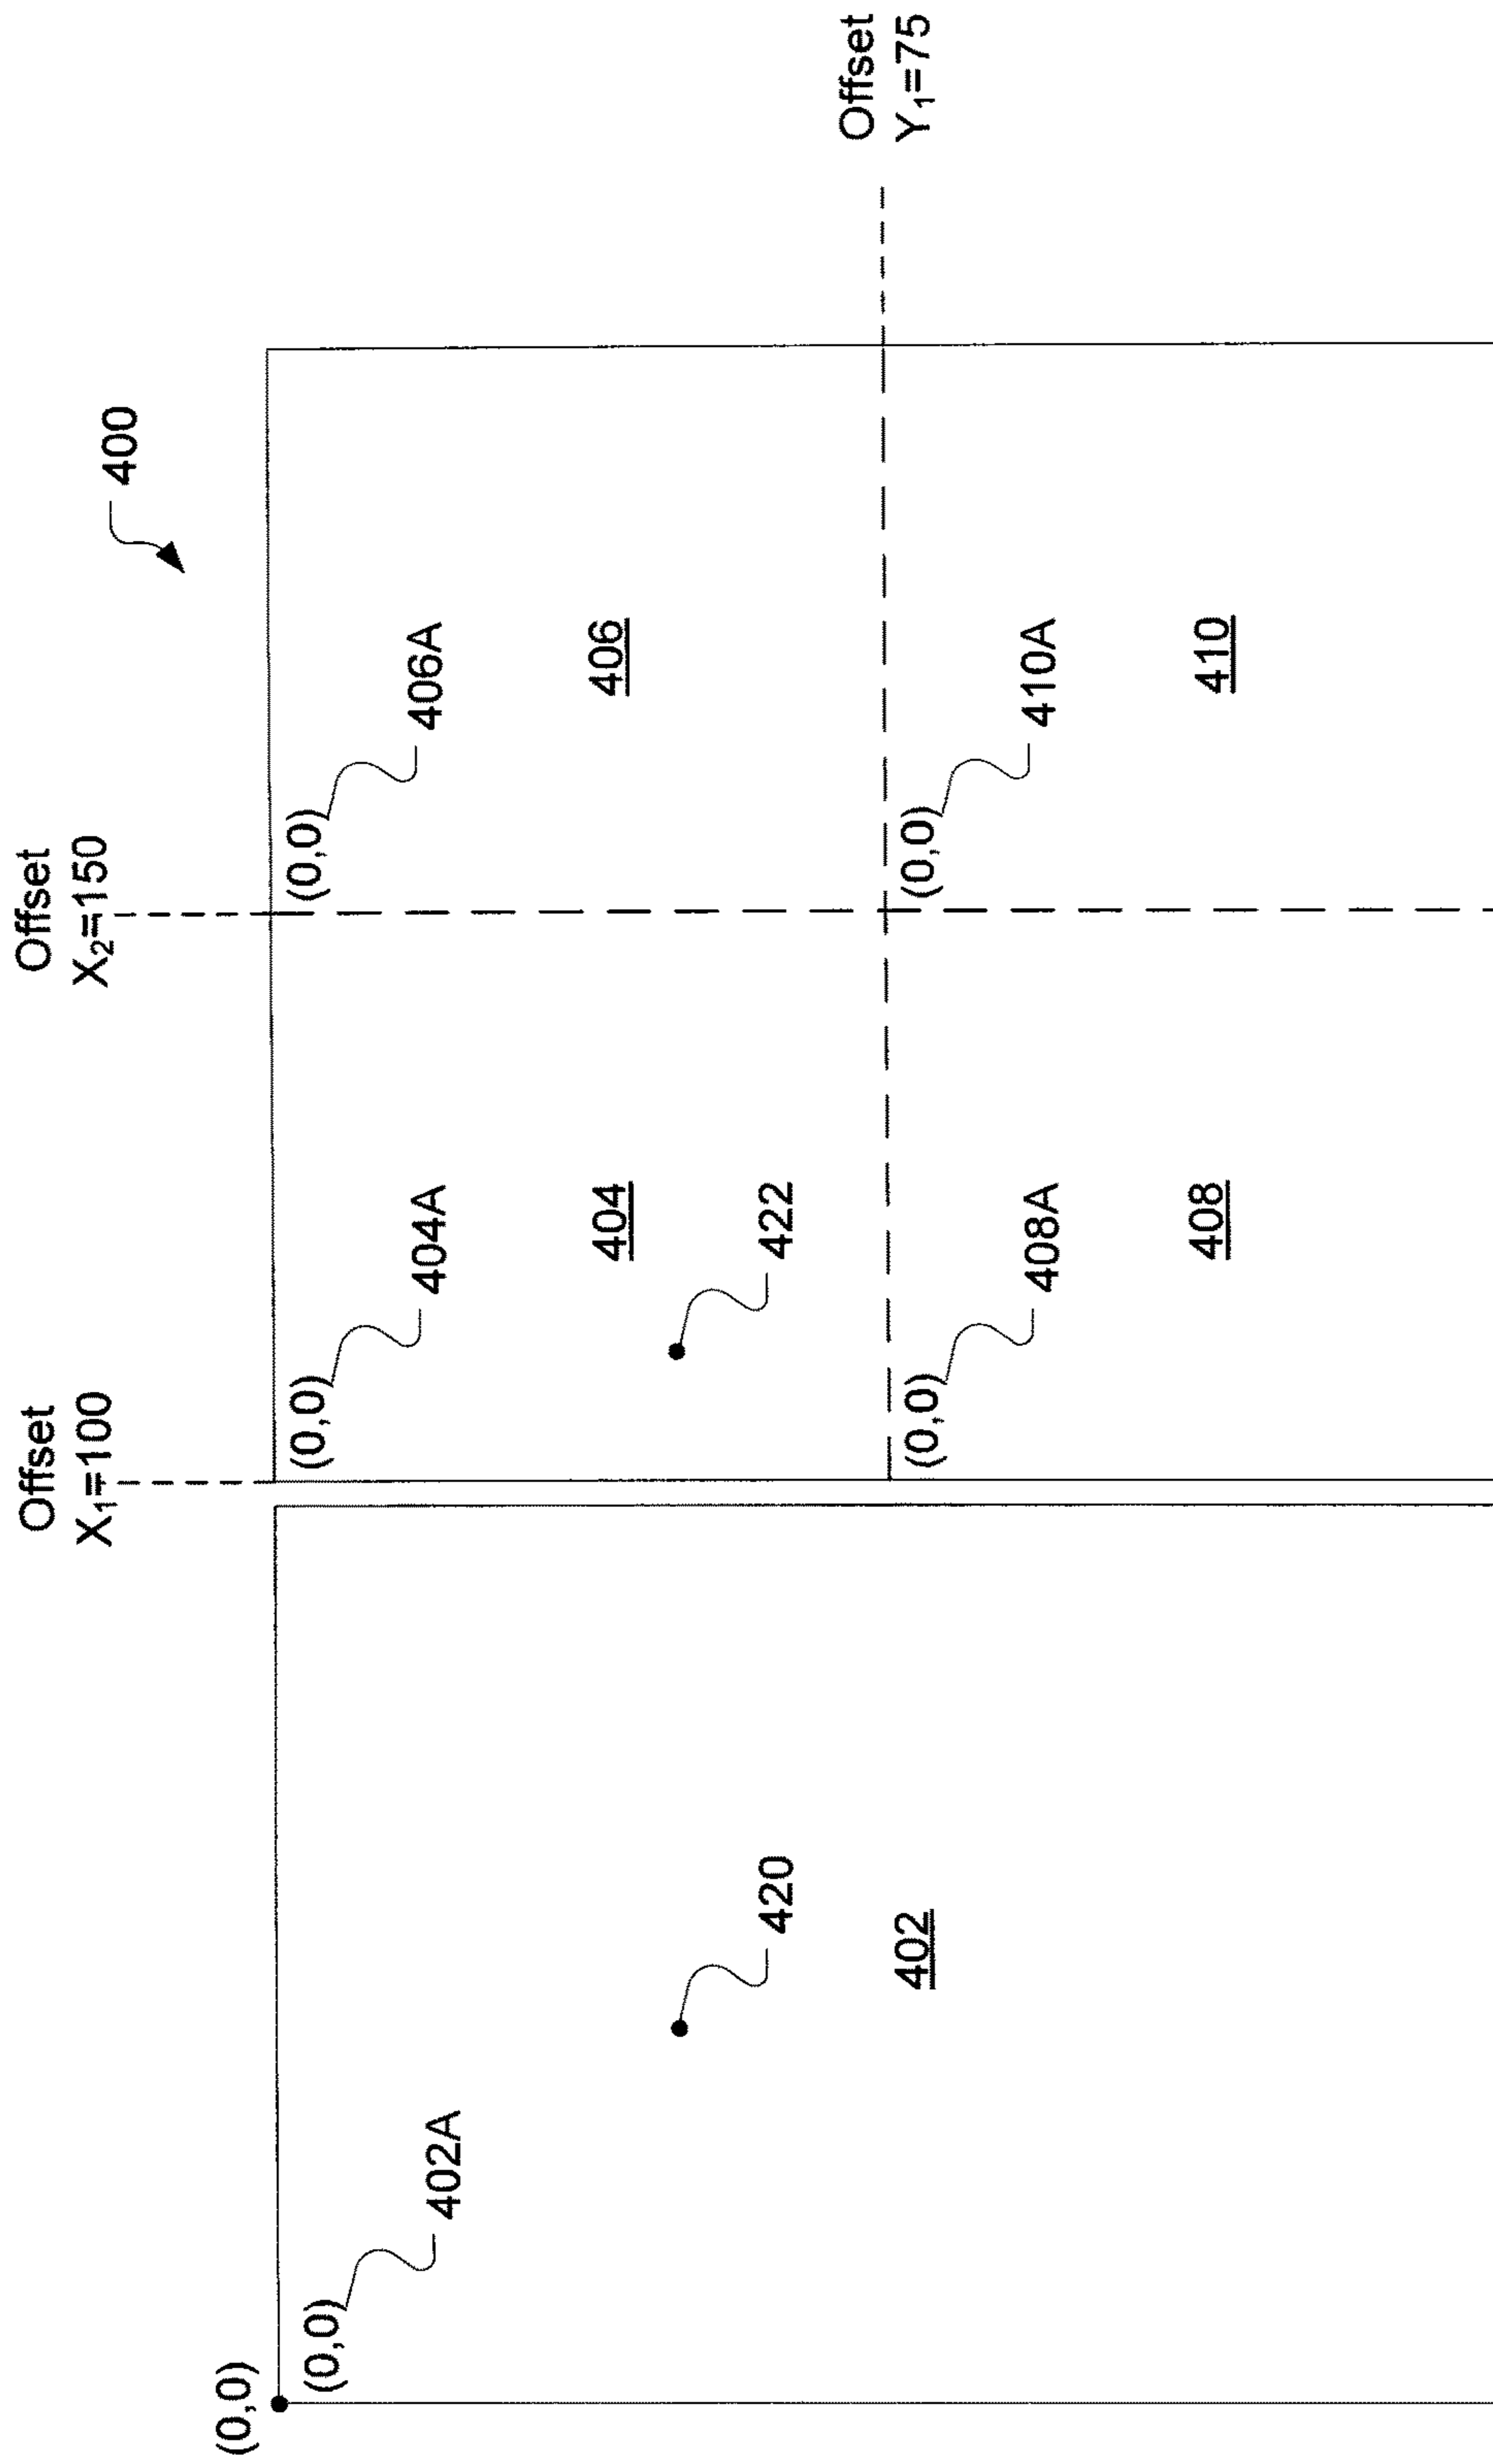 Offset
X₁=100
Offset
X₂=150
400
(0,0)
(0,0)
402A
(0,0)
404A
(0,0)
406A
404
406
420
422
Offset
Y₁=75
402
(0,0)
408A
(0,0)
410A
408
410